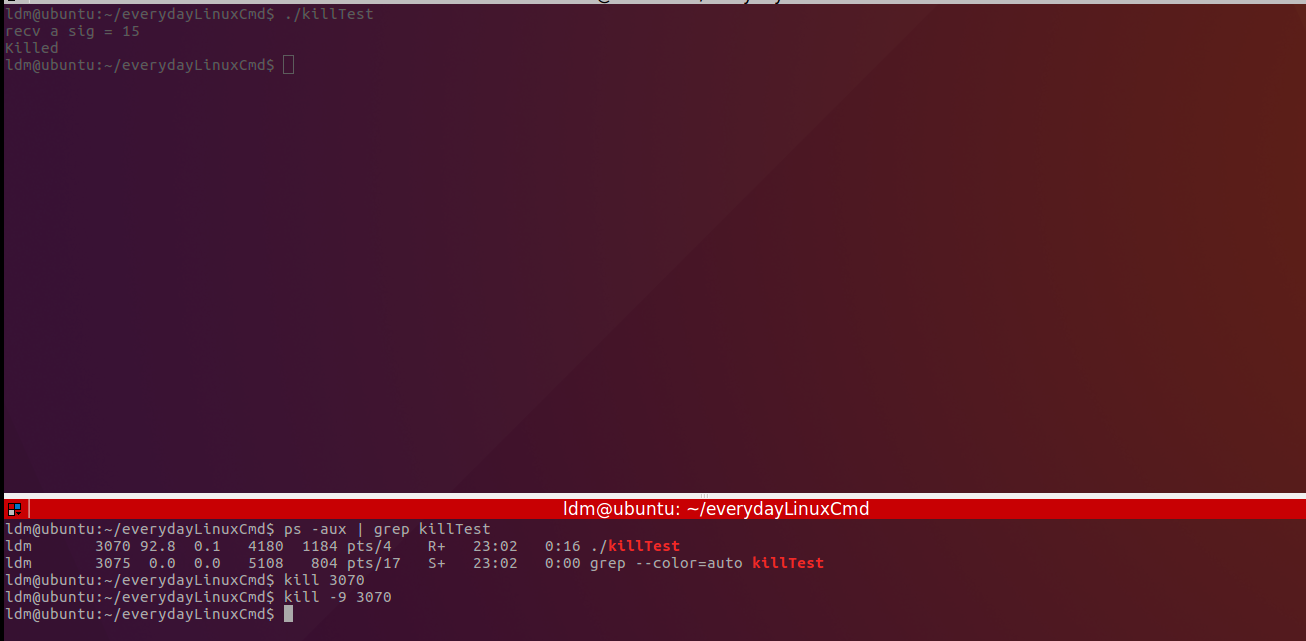 ldm@ubuntu:~/everydayLinuxCmd$ ./killTest
recv a sig = 15
Killed
ldm@ubuntu:~/everydayLinuxCmd$
ldm@ubuntu: ~/everydayLinuxCmd
ldm@ubuntu:~/everydayLinuxCmd$ ps -aux | grep killTest
ldm       3070 92.8  0.1   4180  1184 pts/4    R+   23:02   0:16 ./killTest
ldm       3075  0.0  0.0   5108   804 pts/17   S+   23:02   0:00 grep --color=auto killTest
ldm@ubuntu:~/everydayLinuxCmd$ kill 3070
ldm@ubuntu:~/everydayLinuxCmd$ kill -9 3070
ldm@ubuntu:~/everydayLinuxCmd$